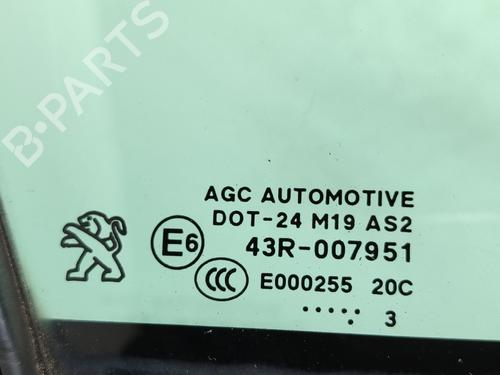 B-PARTS
AGC AUTOMOTIVE
DOT-24 M19 AS2
E6 43R-007951
CCC E000255 20C
..:.: 3